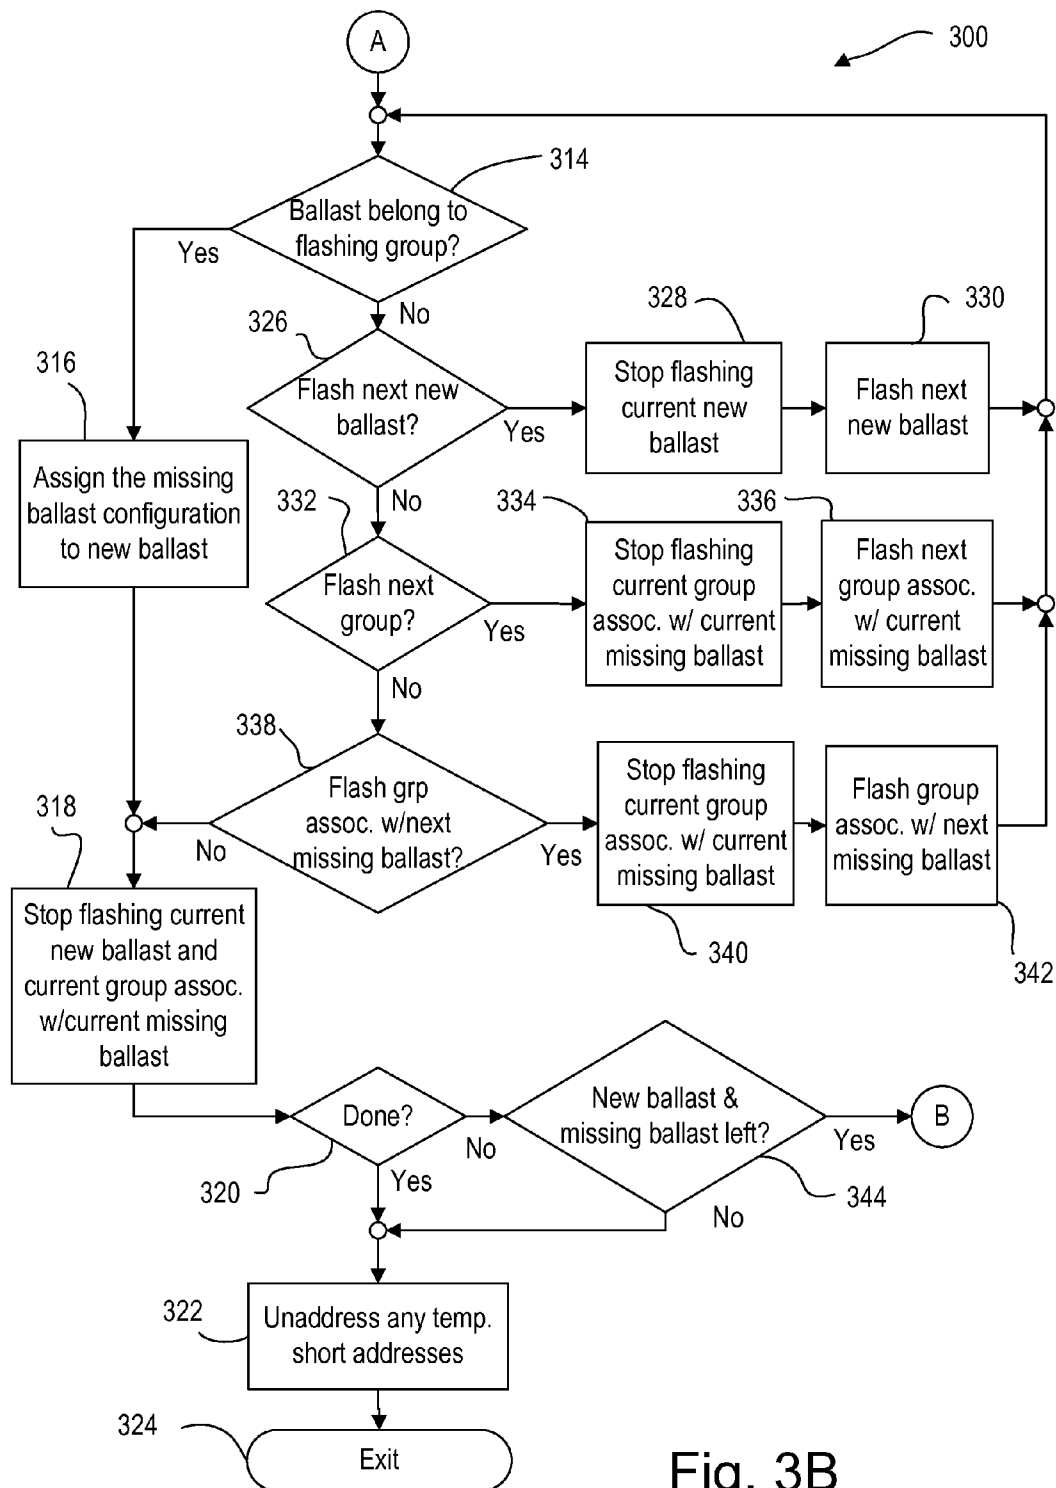 A
300
314
Ballast belong to
flashing group?
Yes
No
326
Flash next new
ballast?
Yes
328
Stop flashing
current new
ballast
330
Flash next
new ballast
316
Assign the missing
ballast configuration
to new ballast
No
332
Flash next
group?
Yes
334
Stop flashing
current group
assoc. w/ current
missing ballast
336
Flash next
group assoc.
w/ current
missing ballast
No
338
Flash grp
assoc. w/next
missing ballast?
No
Yes
Stop flashing
current group
assoc. w/ current
missing ballast
340
Flash group
assoc. w/ next
missing ballast
342
318
Stop flashing current
new ballast and
current group assoc.
w/current missing
ballast
Done?
320
No
Yes
New ballast &
missing ballast left?
344
Yes
No
B
322
Unaddress any temp.
short addresses
324
Exit
Fig. 3B